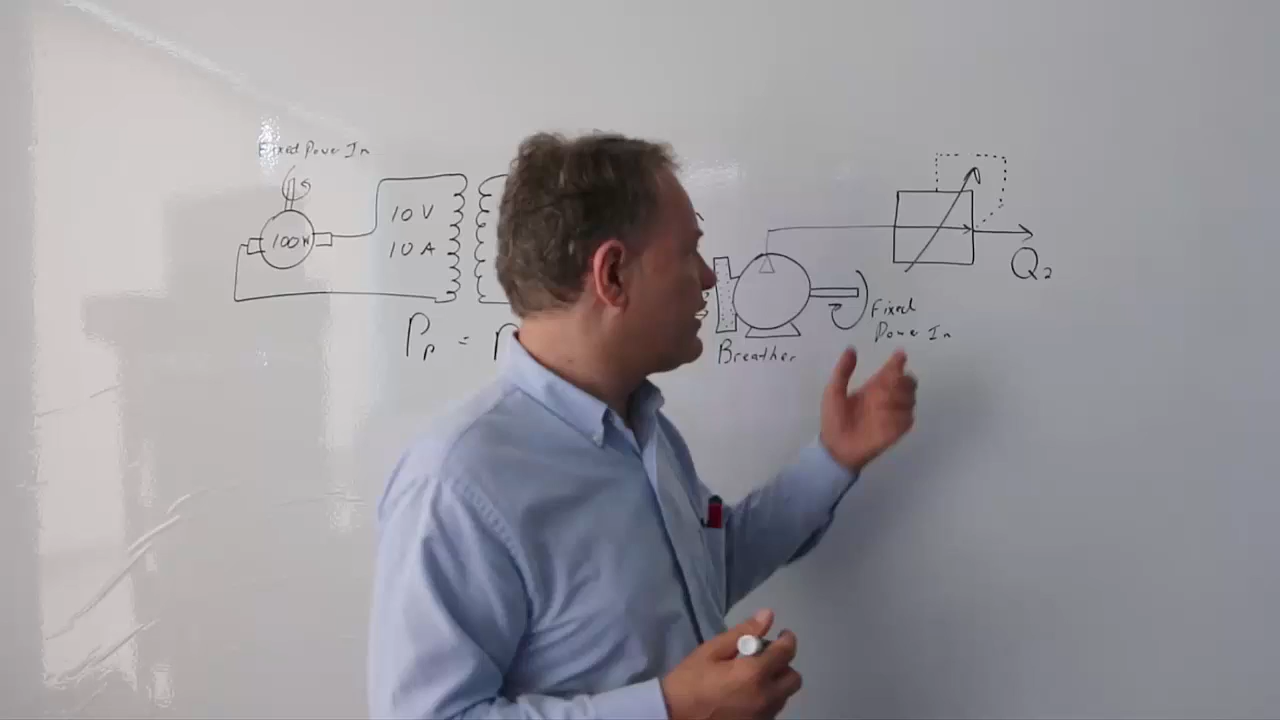 Fixed Power In
100W
10 V
10 A
Pp =
Breather
Fixed
Power In
Q2